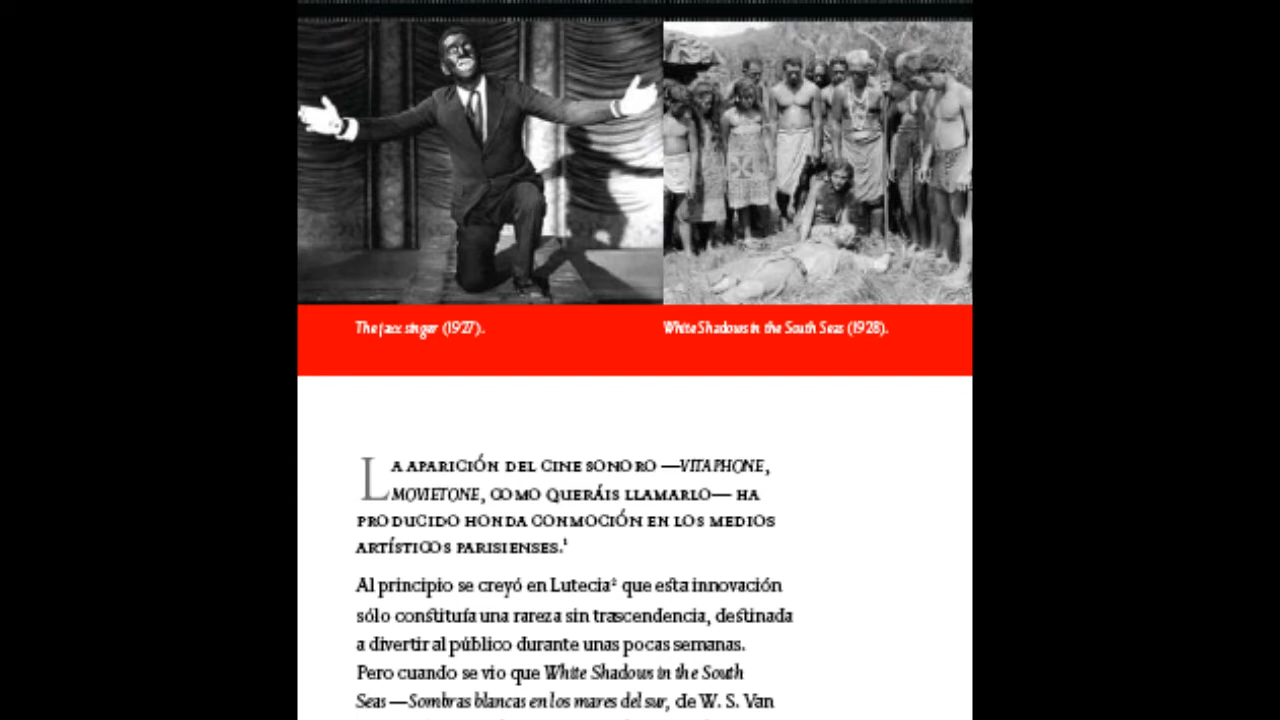 The jazz singer (1927).
White Shadows in the South Seas (1928).
LA APARICIÓN DEL CINE SONORO —VITAPHONE,
MOVIETONE, COMO QUERÁIS LLAMARLO— HA
PRODUCIDO HONDA CONMOCIÓN EN LOS MEDIOS
ARTÍSTICOS PARISIENSES.¹
Al principio se creyó en Lutecia² que esta innovación
sólo constituía una rareza sin trascendencia, destinada
a divertir al público durante unas pocas semanas.
Pero cuando se vio que White Shadows in the South
Seas —Sombras blancas en los mares del sur, de W. S. Van